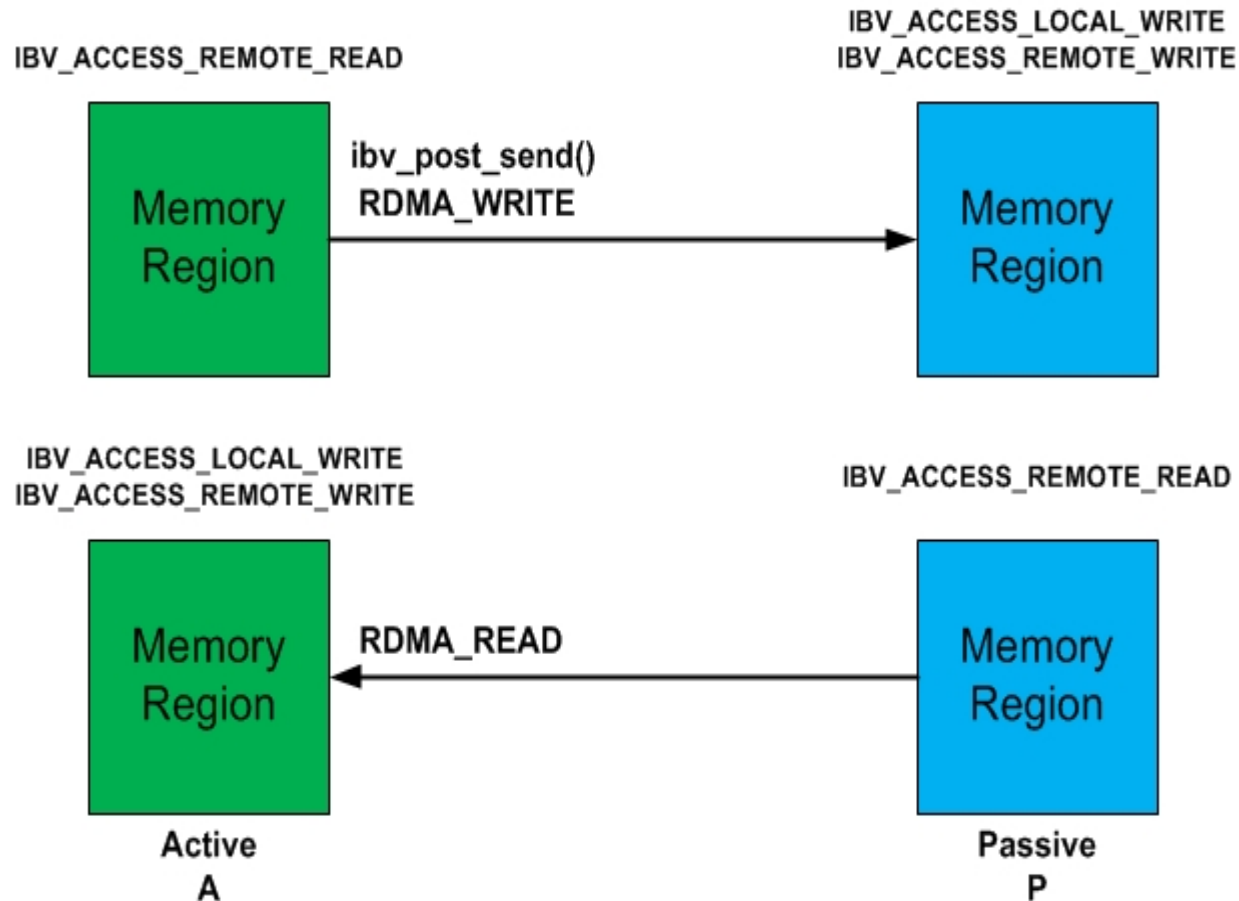 IBV_ACCESS_REMOTE_READ
IBV_ACCESS_LOCAL_WRITE
IBV_ACCESS_REMOTE_WRITE
Memory
Region
ibv_post_send()
RDMA_WRITE
Memory
Region
IBV_ACCESS_LOCAL_WRITE
IBV_ACCESS_REMOTE_WRITE
IBV_ACCESS_REMOTE_READ
Memory
Region
RDMA_READ
Memory
Region
Active
A
Passive
P